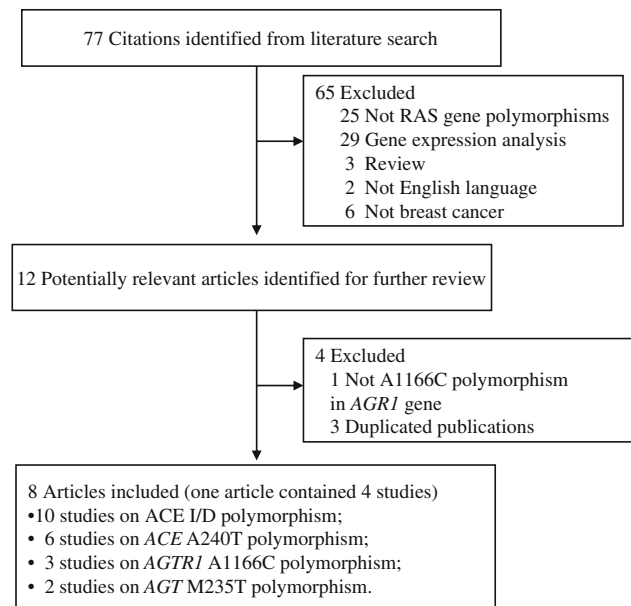 77 Citations identified from literature search
65 Excluded
25 Not RAS gene polymorphisms
29 Gene expression analysis
3 Review
2 Not English language
6 Not breast cancer
12 Potentially relevant articles identified for further review
4 Excluded
1 Not A1166C polymorphism
in AGR1 gene
3 Duplicated publications
8 Articles included (one article contained 4 studies)
•10 studies on ACE I/D polymorphism;
• 6 studies on ACE A240T polymorphism;
• 3 studies on AGTR1 A1166C polymorphism;
• 2 studies on AGT M235T polymorphism.